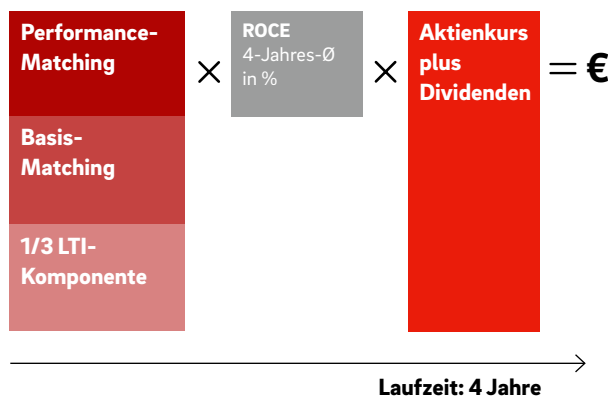 Performance-
Matching
×
ROCE
4-Jahres-Ø
in %
×
Aktienkurs
plus
Dividenden
= €
Basis-
Matching
1/3 LTI-
Komponente
Laufzeit: 4 Jahre